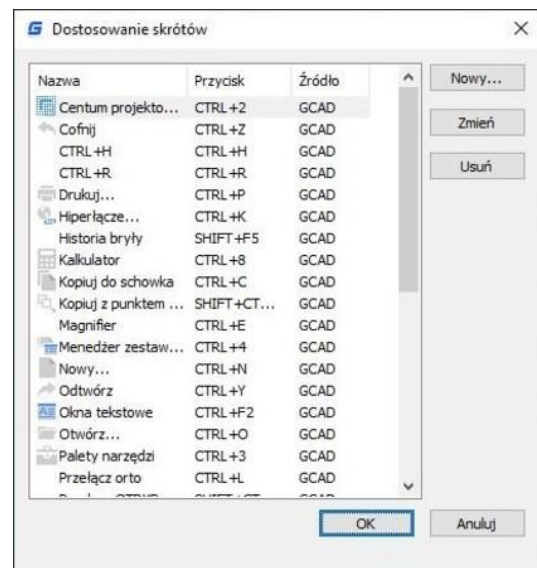 Dostosowanie skrótów
Nazwa Przycisk Źródło
Nowy...
Centum projekto... CTRL+2 GCAD
Cofnij CTRL+Z GCAD
Zmień
CTRL+H CTRL+H GCAD
CTRL+R CTRL+R GCAD
Usuń
Drukuj... CTRL+P GCAD
Hiperłącze... CTRL+K GCAD
Historia bryły SHIFT+F5 GCAD
Kalkulator CTRL+8 GCAD
Kopiuj do schowka CTRL+C GCAD
Kopiuj z punktem ... SHIFT+CT... GCAD
Magnifier CTRL+E GCAD
Menedżer zestaw... CTRL+4 GCAD
Nowy... CTRL+N GCAD
Odtwórz CTRL+Y GCAD
Okna tekstowe CTRL+F2 GCAD
Otwórz... CTRL+O GCAD
Palety narzędzi CTRL+3 GCAD
Przełącz orto CTRL+L GCAD
OK Anuluj